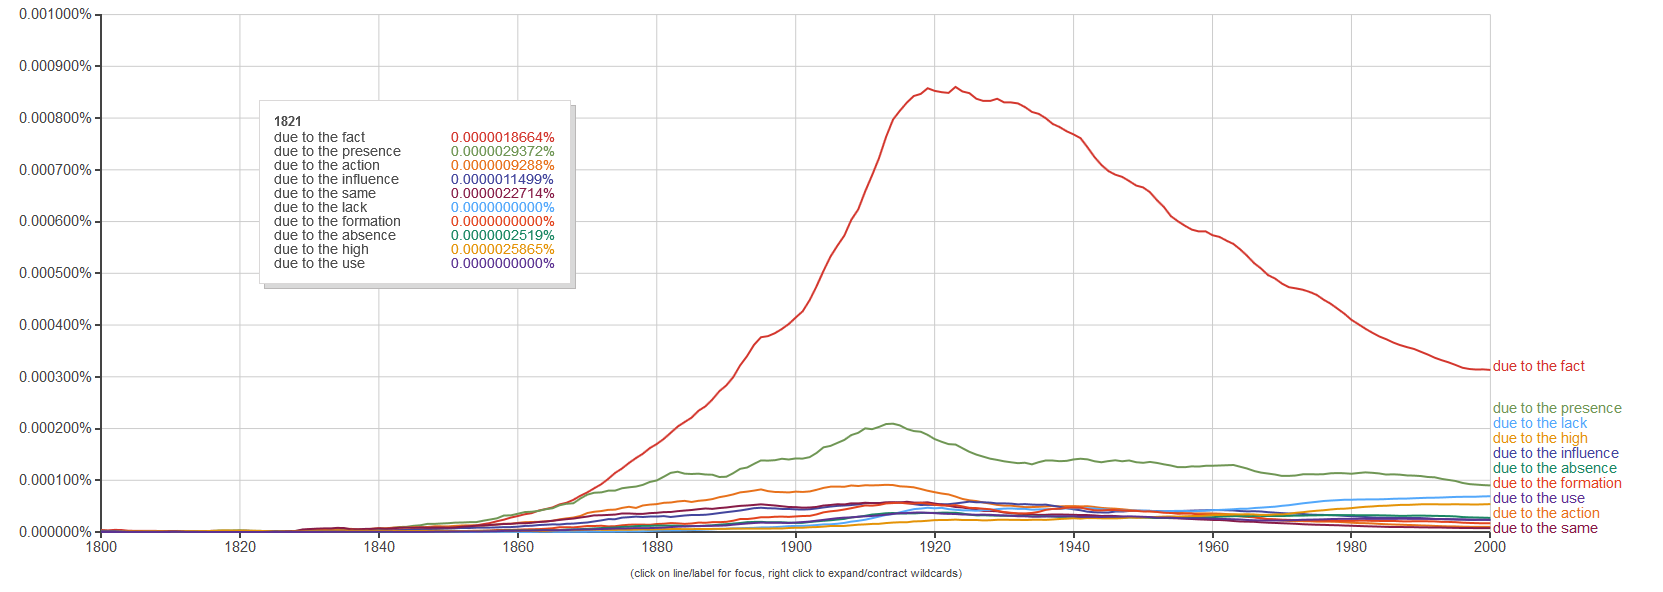 0.001000%
0.000900%
0.000800%
0.000700%
0.000600%
0.000500%
0.000400%
0.000300%
0.000200%
0.000100%
0.000000%
1821
due to the fact 0.0000018664%
due to the presence 0.0000029372%
due to the action 0.0000009288%
due to the influence 0.0000011499%
due to the same 0.0000022714%
due to the lack 0.0000000000%
due to the formation 0.0000000000%
due to the absence 0.0000002519%
due to the high 0.0000025865%
due to the use 0.0000000000%
due to the fact
due to the presence
due to the lack
due to the high
due to the influence
due to the absence
due to the formation
due to the use
due to the action
due to the same
1800 1820 1840 1860 1880 1900 1920 1940 1960 1980 2000
(click on line/label for focus, right click to expand/contract wildcards)